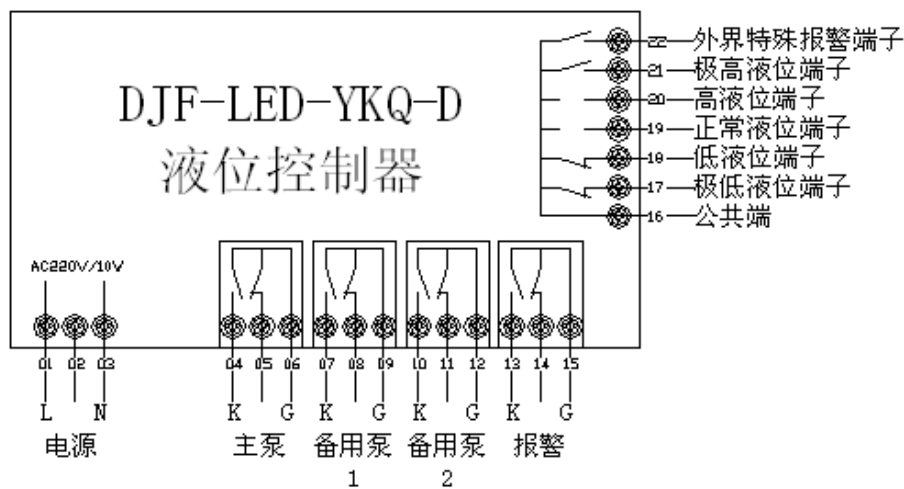 DJF-LED-YKQ-D
液位控制器
22 外界特殊报警端子
21 极高液位端子
20 高液位端子
19 正常液位端子
18 低液位端子
17 极低液位端子
16 公共端
AC220V/10V
01 02 03 04 05 06 07 08 09 10 11 12 13 14 15
L N K G K G K G K G
电源 主泵 备用泵 备用泵 报警
1 2